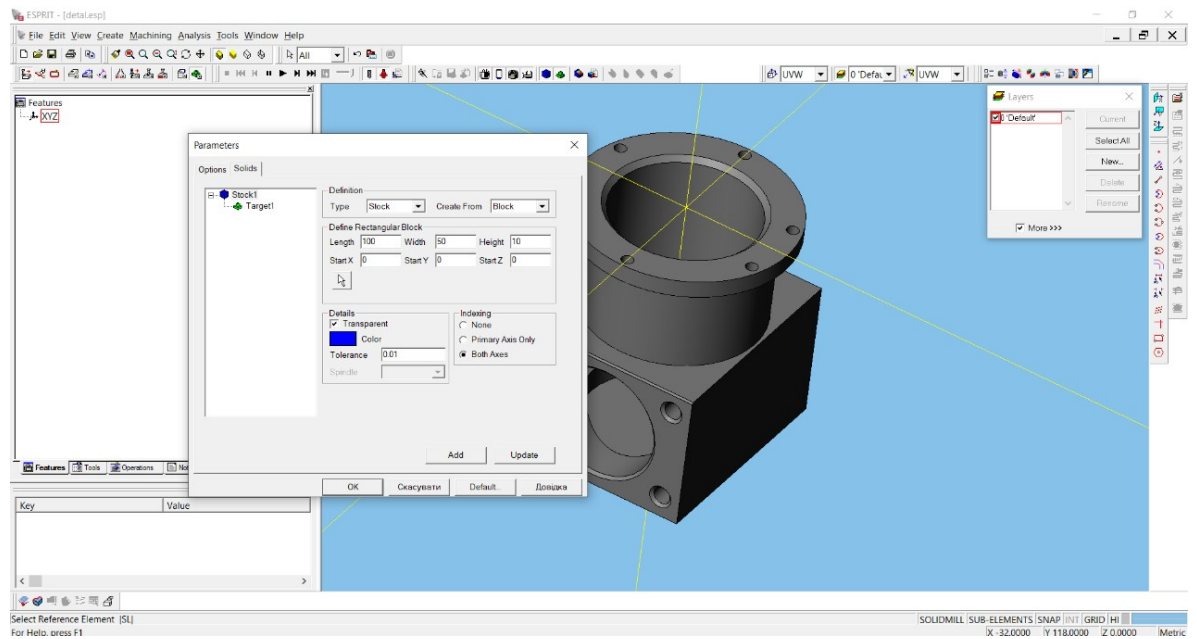 ESPRIT - [detal.esp]
File Edit View Create Machining Analysis Tools Window Help
All
UVW 0 'Defau UVW
Features
XYZ
Parameters
Options Solids
Stock1
Target1
Definition
Type Stock Create From Block
Define Rectangular Block
Length 100 Width 50 Height 10
Start X 0 Start Y 0 Start Z 0
Details
Transparent
Color
Tolerance 0.01
Spindle
Indexing
None
Primary Axis Only
Both Axes
Add Update
OK Скасувати Default... Довідка
Layers
0 'Default'
Current
Select All
New...
Delete
Rename
More >>>
Features Tools Operations Not
Key Value
Select Reference Element |SL|
SOLIDMILL SUB-ELEMENTS SNAP INT GRID HI
For Help, press F1
X -32.0000 Y 118.0000 Z 0.0000 Metric